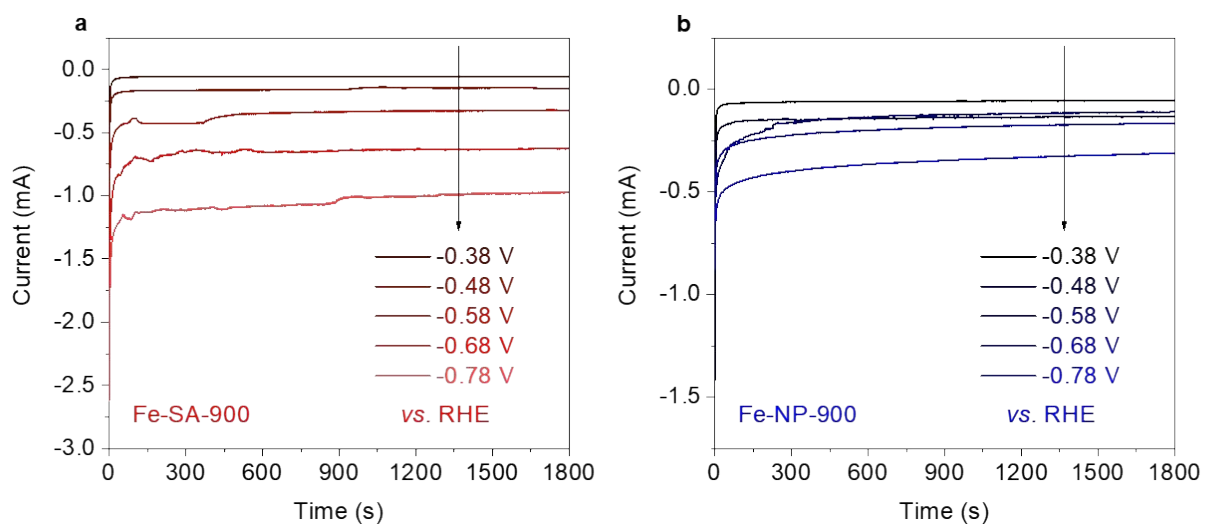 a
0.0
-0.5
-1.0
-1.5
-2.0
-2.5
-3.0
Current (mA)
-0.38 V
-0.48 V
-0.58 V
-0.68 V
-0.78 V
Fe-SA-900
vs. RHE
0 300 600 900 1200 1500 1800
Time (s)
b
0.0
-0.5
-1.0
-1.5
Current (mA)
-0.38 V
-0.48 V
-0.58 V
-0.68 V
-0.78 V
Fe-NP-900
vs. RHE
0 300 600 900 1200 1500 1800
Time (s)